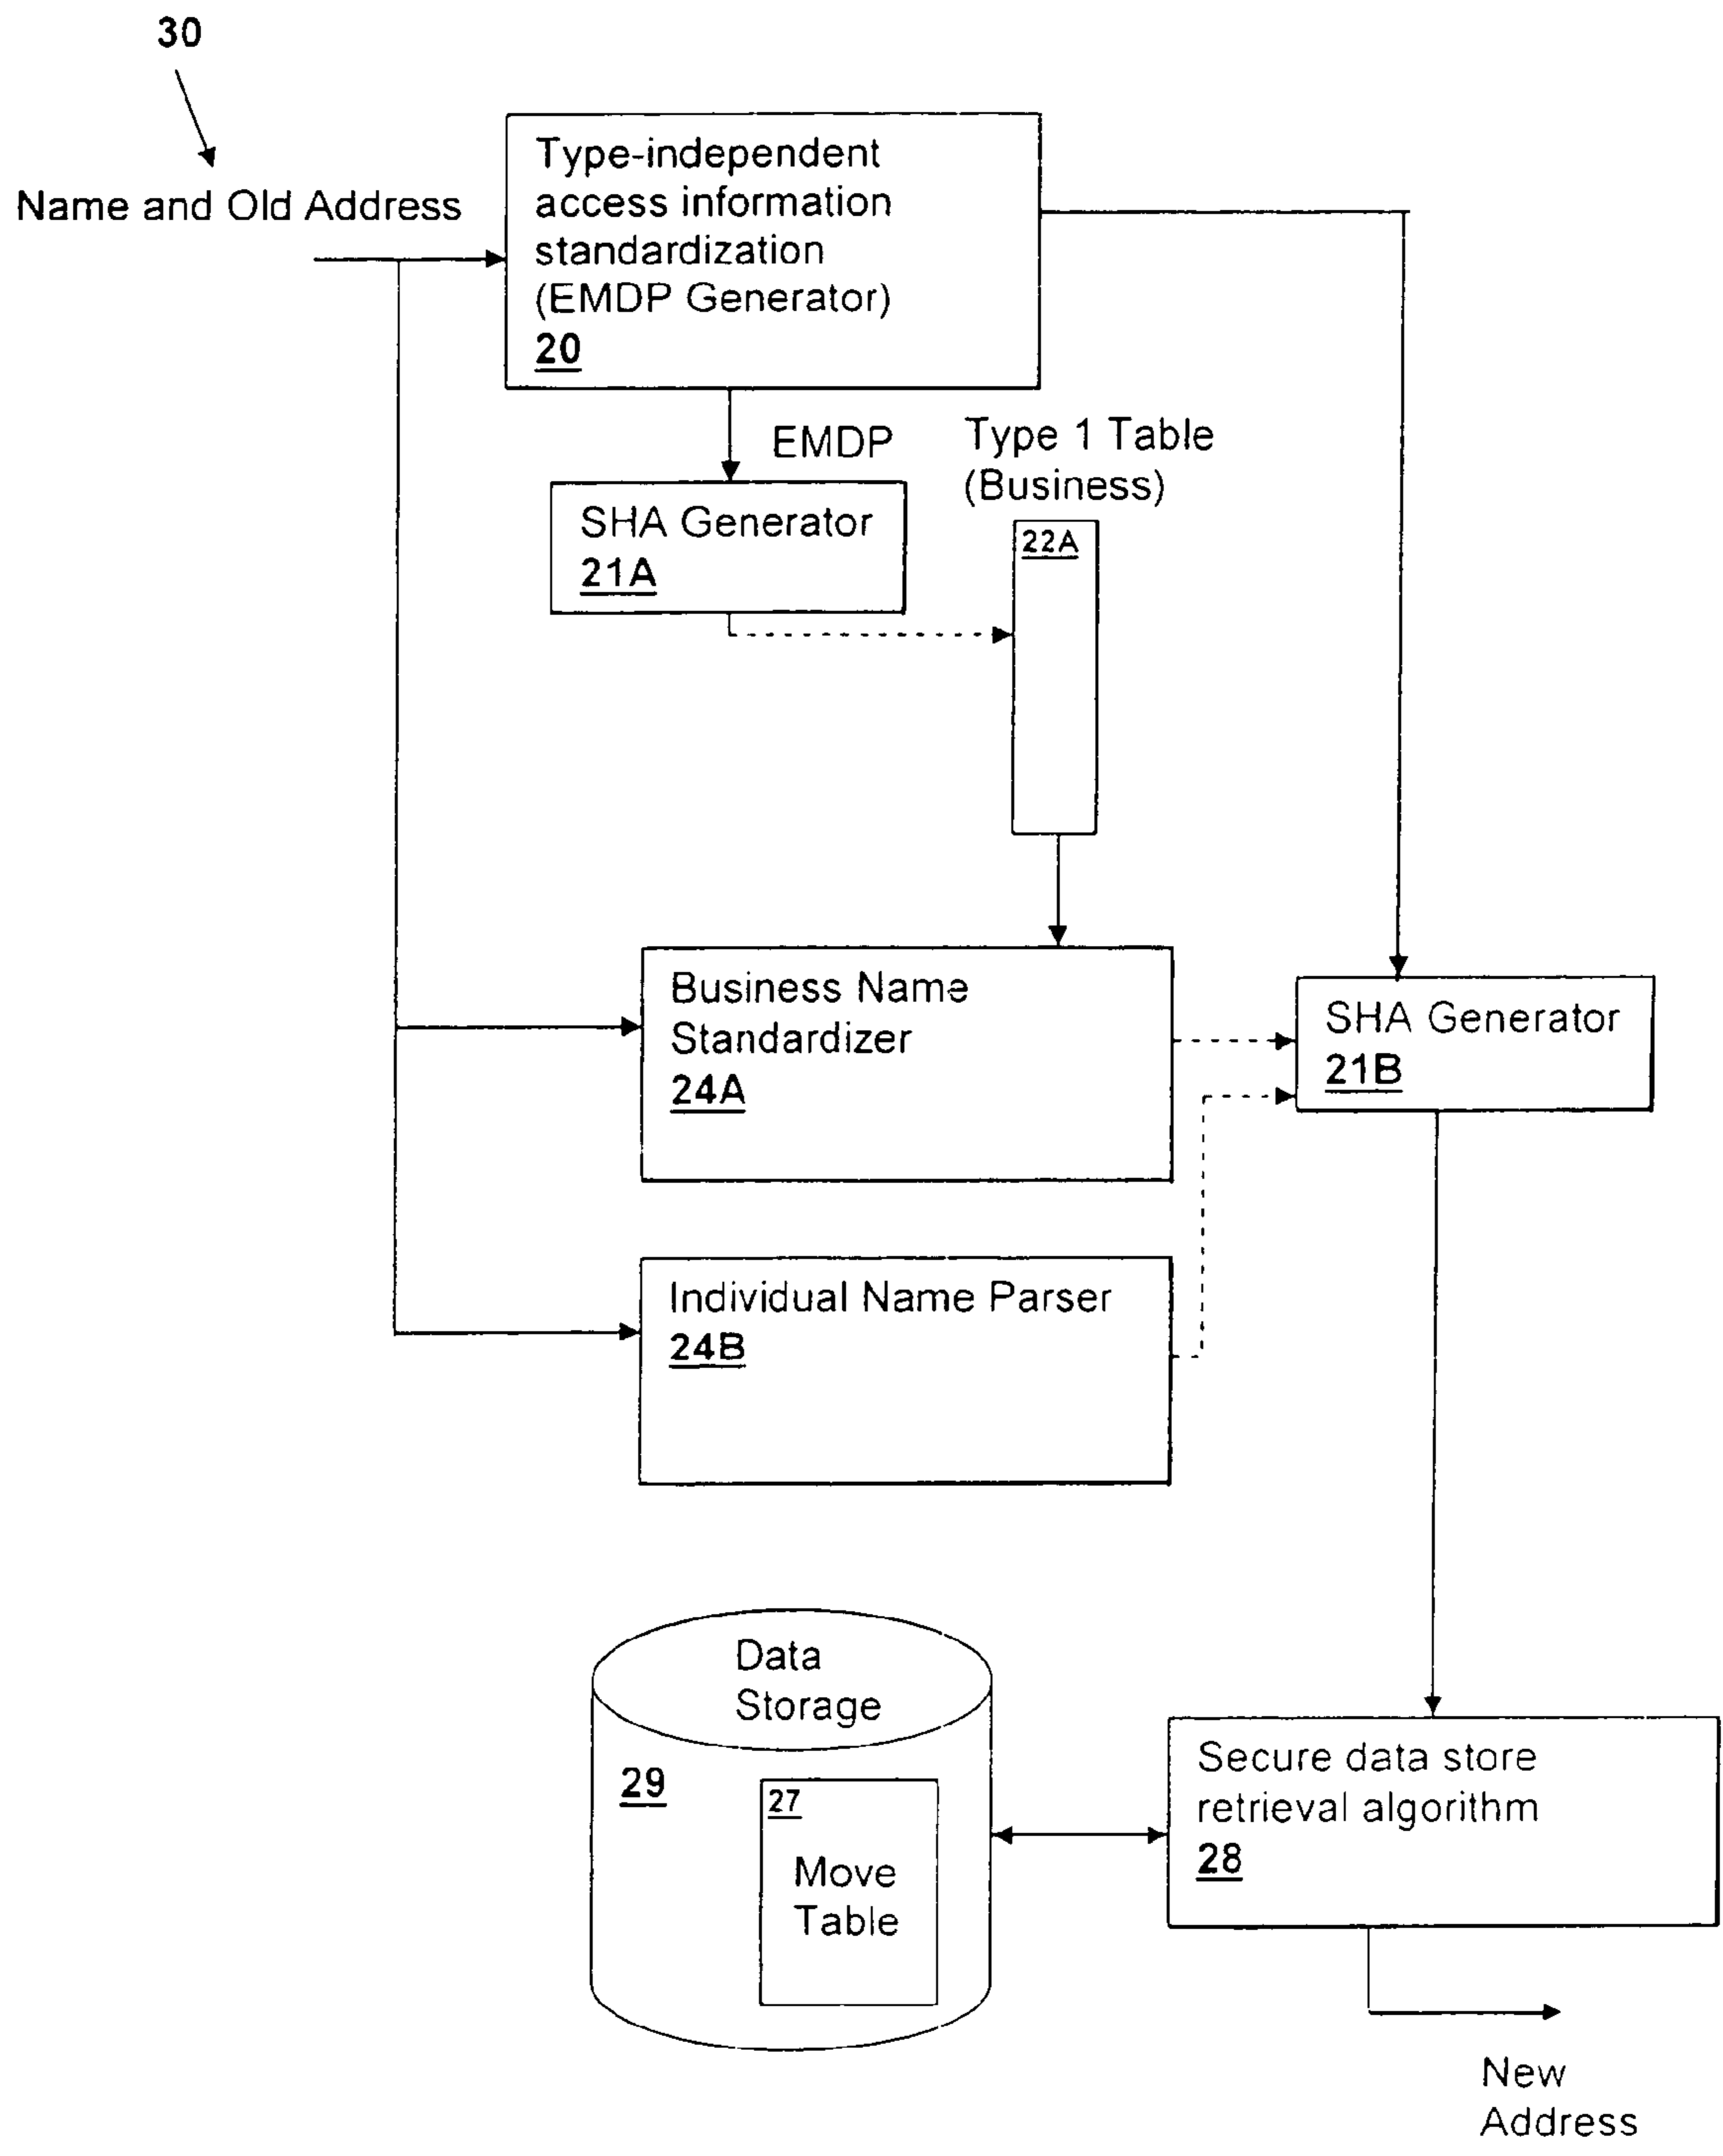 30
Name and Old Address
Type-independent
access information
standardization
(EMDP Generator)
20
EMDP
Type 1 Table
(Business)
SHA Generator
21A
22A
Business Name
Standardizer
24A
SHA Generator
21B
Individual Name Parser
24B
Data
Storage
29
27
Move
Table
Secure data store
retrieval algorithm
28
New
Address